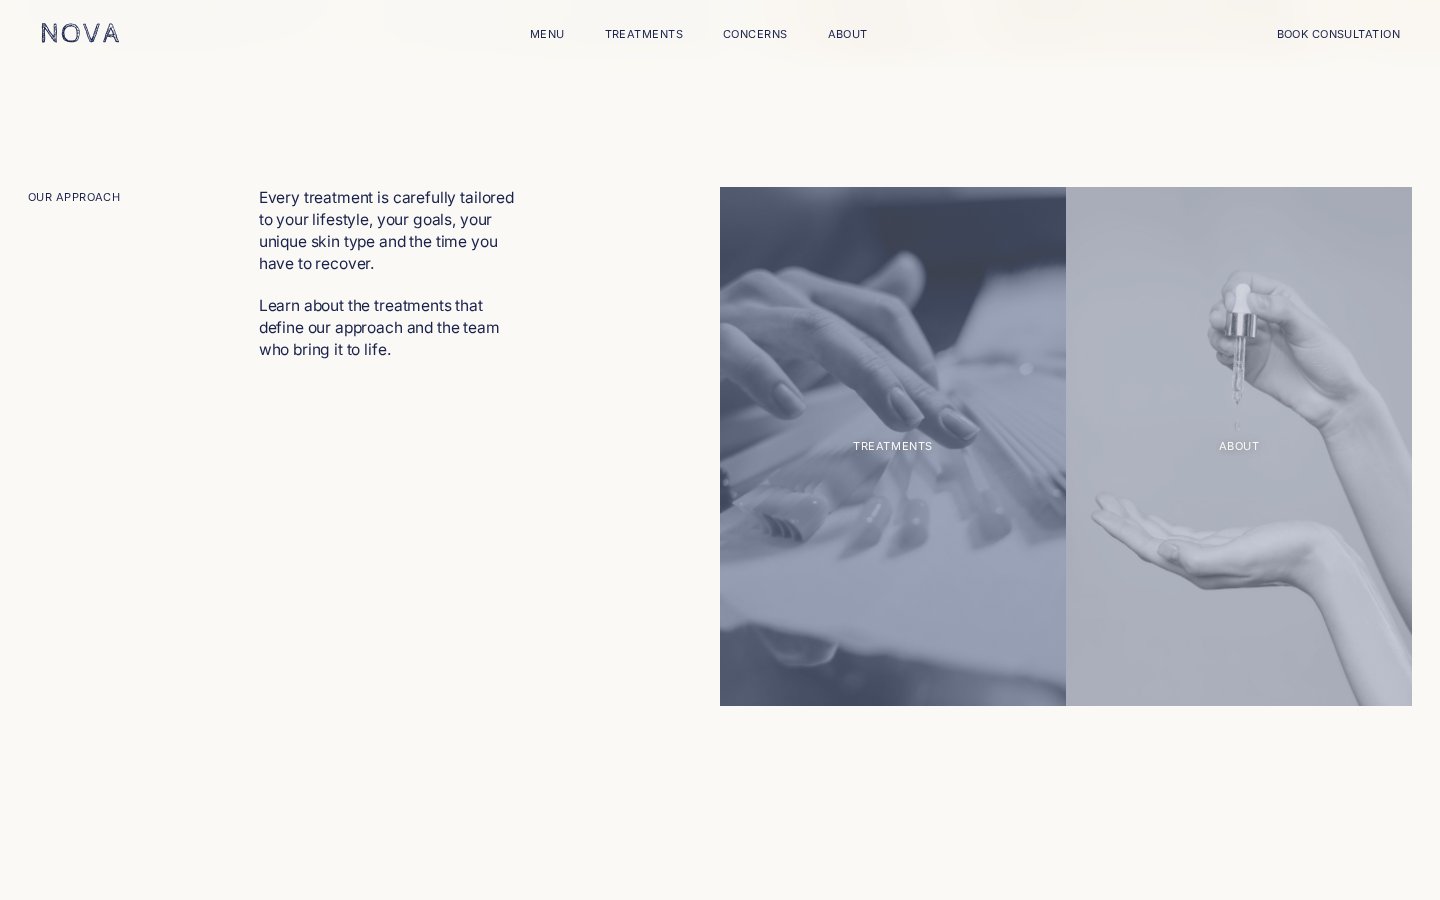 NOVA
MENU
TREATMENTS
CONCERNS
ABOUT
BOOK CONSULTATION
OUR APPROACH
Every treatment is carefully tailored
to your lifestyle, your goals, your
unique skin type and the time you
have to recover.
Learn about the treatments that
define our approach and the team
who bring it to life.
TREATMENTS
ABOUT